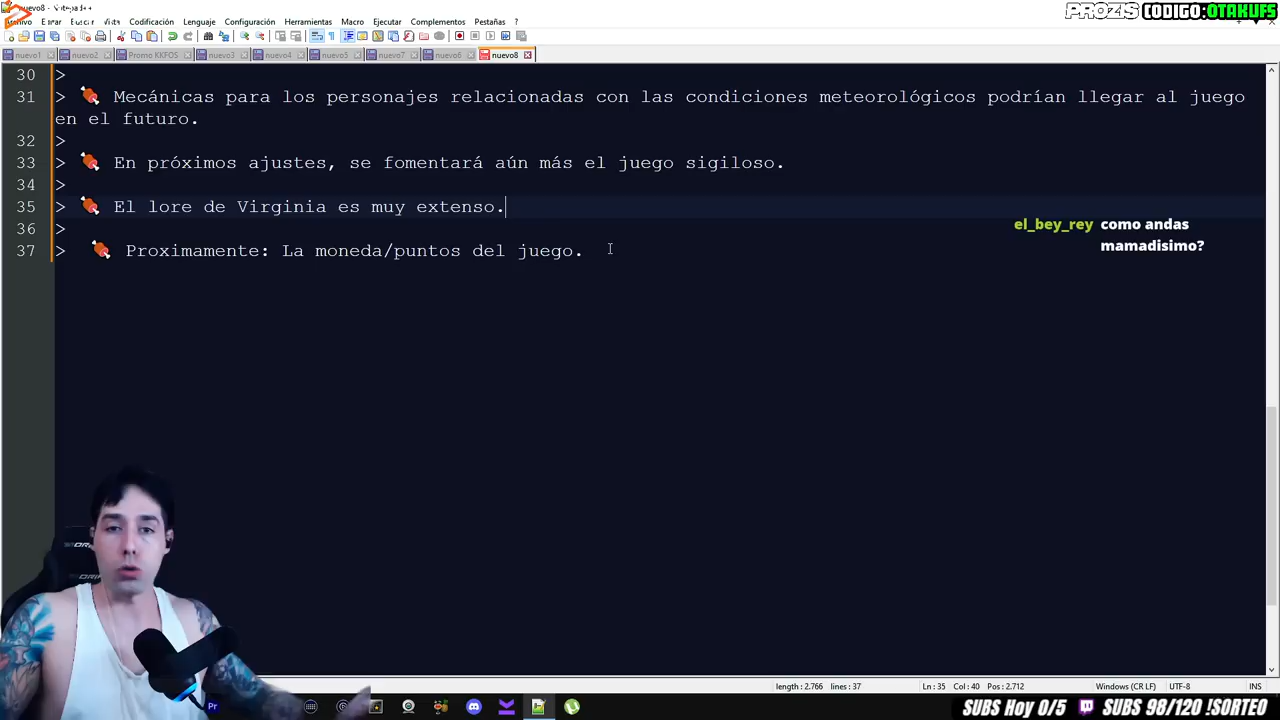 nuevo8 - Notepad++
PROZIS CODIGO:OTAKUFS
Archivo Editar Buscar Vista Codificación Lenguaje Configuración Herramientas Macro Ejecutar Complementos Pestañas ?
nuevo1 nuevo2 Promo KKFOS nuevo3 nuevo4 nuevo5 nuevo7 nuevo6 nuevo8
30 >
31 > 🍖 Mecánicas para los personajes relacionadas con las condiciones meteorológicos podrían llegar al juego
en el futuro.
32 >
33 > 🍖 En próximos ajustes, se fomentará aún más el juego sigiloso.
34 >
35 > 🍖 El lore de Virginia es muy extenso.
36 >
el_bey_rey como andas
mamadisimo?
37 > 🍖 Proximamente: La moneda/puntos del juego.
length : 2.766 lines : 37 Ln : 35 Col : 40 Pos : 2.712 Windows (CR LF) UTF-8 INS
Pr
SUBS Hoy 0/5 SUBS 98/120 !SORTEO